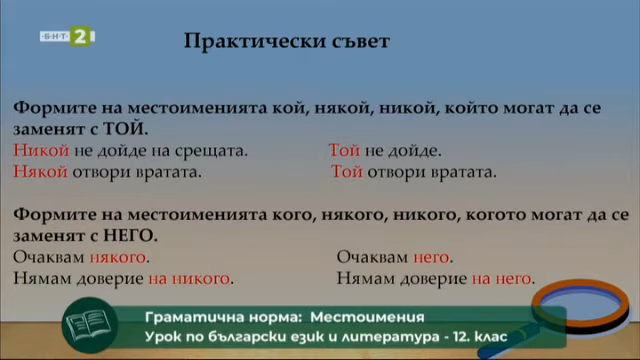 БНТ 2
Практически съвет
Формите на местоименията кой, някой, никой, който могат да се
заменят с ТОЙ.
Никой не дойде на срещата. Той не дойде.
Някой отвори вратата. Той отвори вратата.
Формите на местоименията кого, някого, никого, когото могат да се
заменят с НЕГО.
Очаквам някого. Очаквам него.
Нямам доверие на никого. Нямам доверие на него.
Граматична норма: Местоимения
Урок по български език и литература - 12. клас